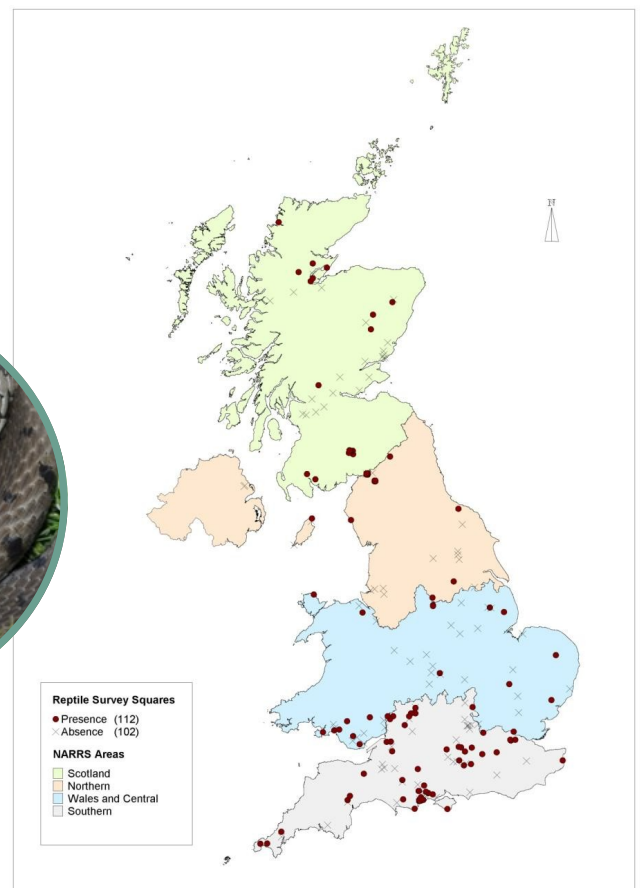 N
Reptile Survey Squares
Presence (112)
Absence (102)
NARRS Areas
Scotland
Northern
Wales and Central
Southern